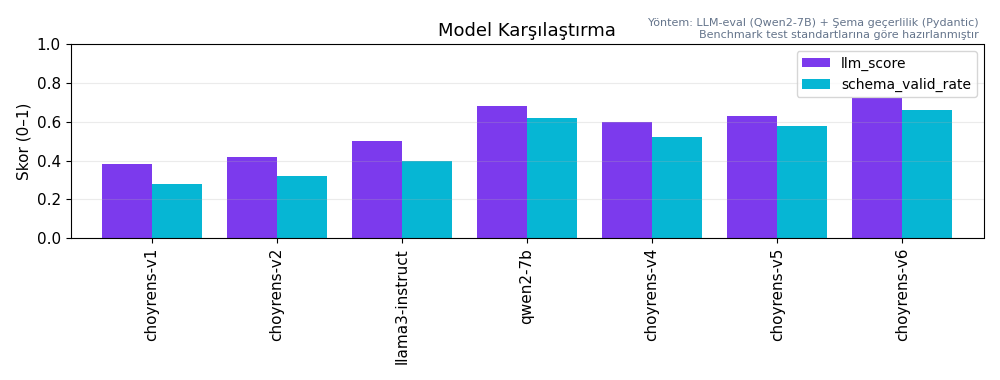 Model Karşılaştırma
Yöntem: LLM-eval (Qwen2-7B) + Şema geçerlilik (Pydantic)
Benchmark test standartlarına göre hazırlanmıştır
llm_score
schema_valid_rate
Skor (0–1)
1.0
0.8
0.6
0.4
0.2
0.0
choyrens-v1
choyrens-v2
llama3-instruct
qwen2-7b
choyrens-v4
choyrens-v5
choyrens-v6